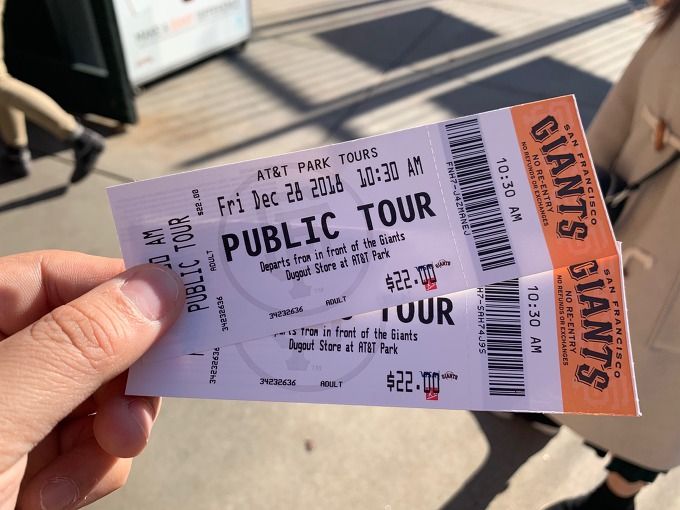 AT&T PARK TOURS
Fri Dec 28 2018 10:30 AM
PUBLIC TOUR
Departs from in front of the Giants
Dugout Store at AT&T Park
$22.00
34232636 ADULT
AM
PUBLIC TOUR
$22.00
ADULT
34232636
10:30 AM
NO RE-ENTRY
NO REFUNDS OR EXCHANGES
SAN FRANCISCO
GIANTS
TOUR
from in front of the Giants
Dugout Store at AT&T Park
$22.00
34232636 ADULT
10:30 AM
NO RE-ENTRY
NO REFUNDS OR EXCHANGES
SAN FRANCISCO
GIANTS